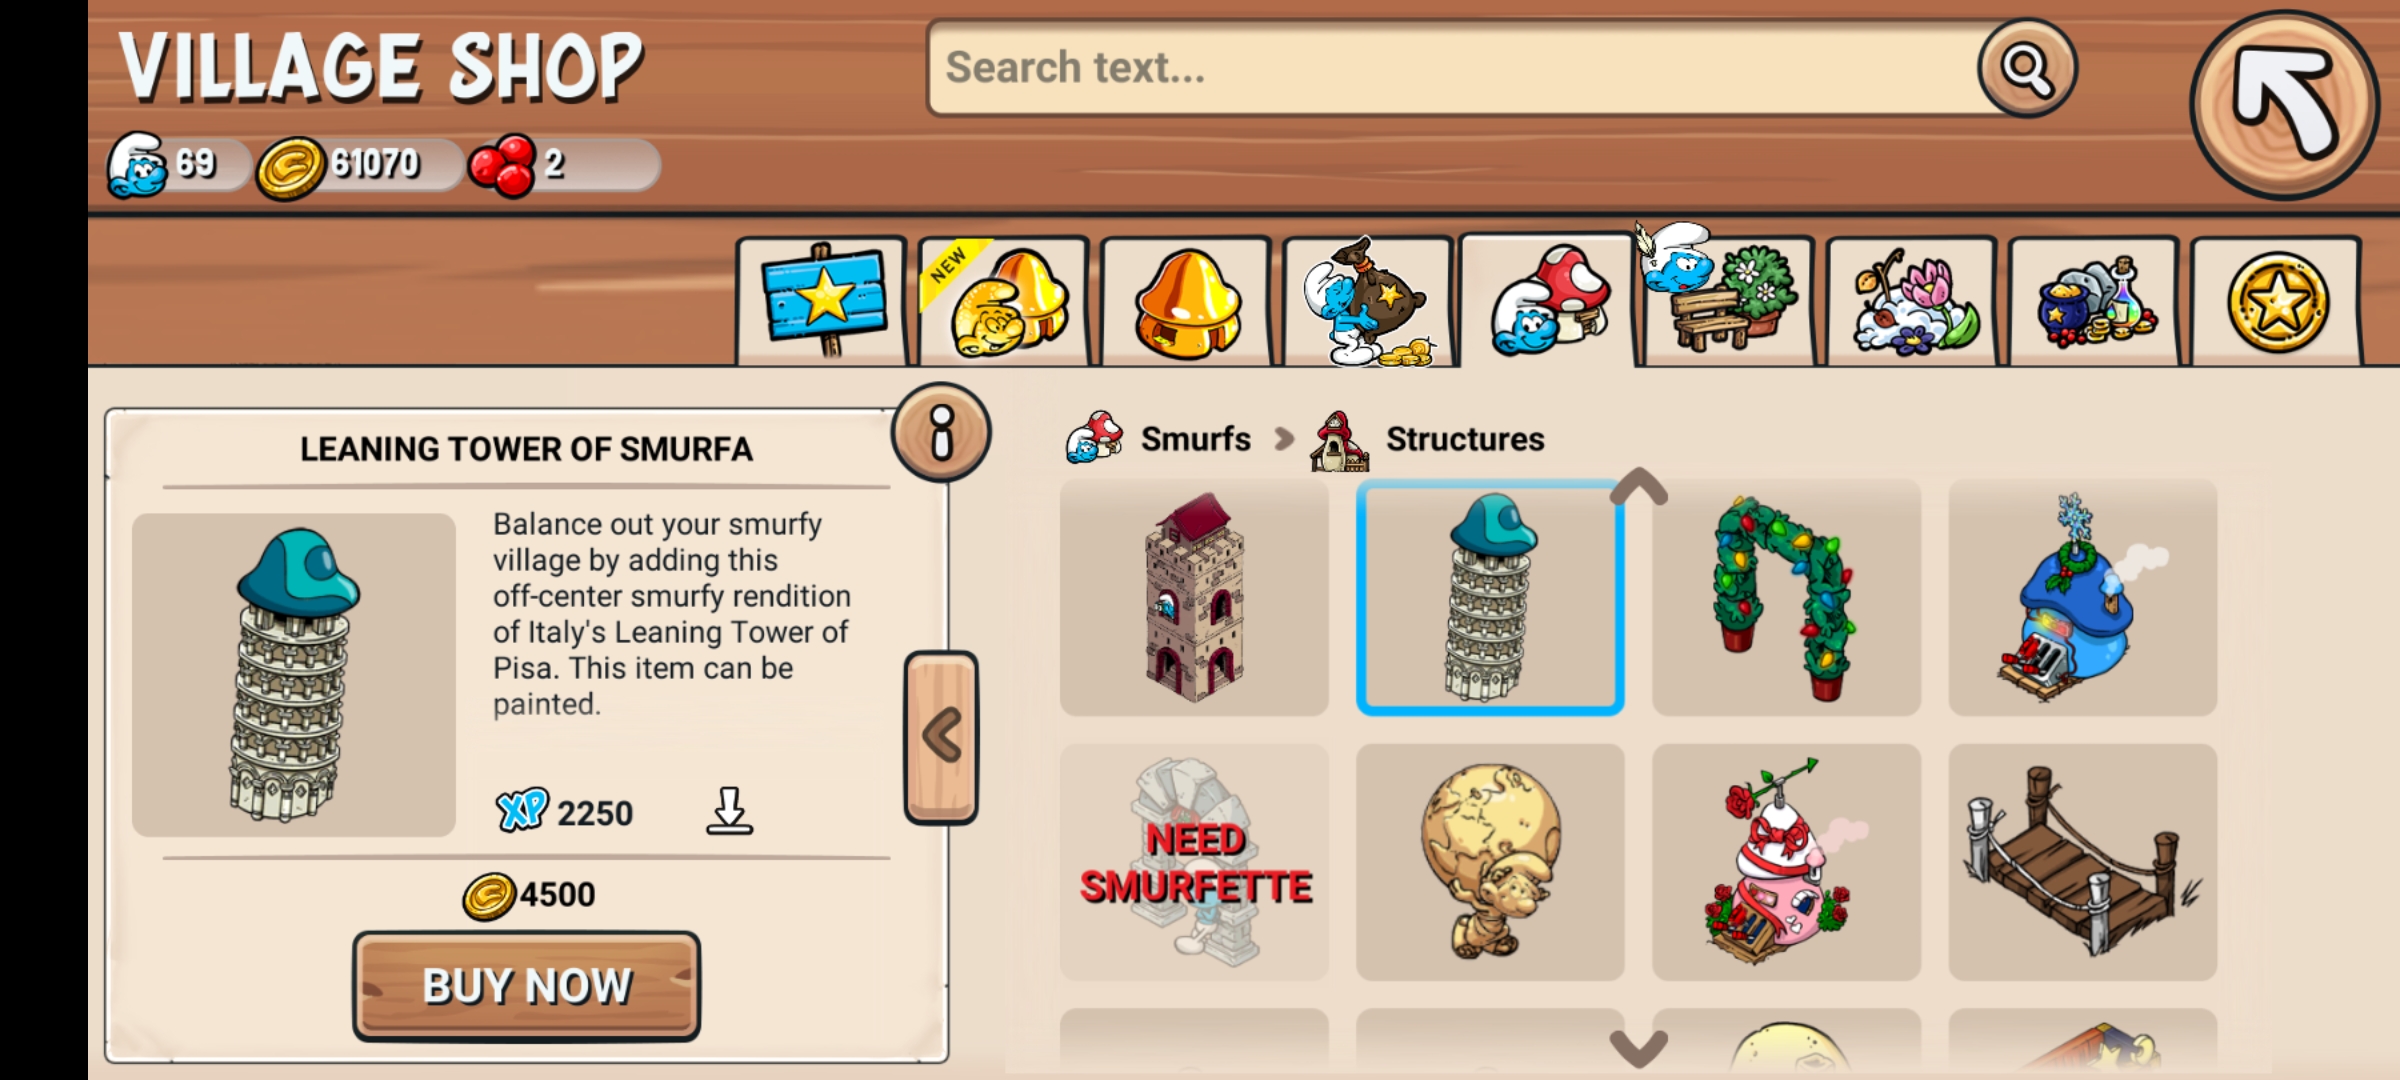 VILLAGE SHOP
Search text...
69
61070
2
NEW
LEANING TOWER OF SMURFA
Balance out your smurfy
village by adding this
off-center smurfy rendition
of Italy's Leaning Tower of
Pisa. This item can be
painted.
XP 2250
4500
BUY NOW
Smurfs
Structures
NEED
SMURFETTE